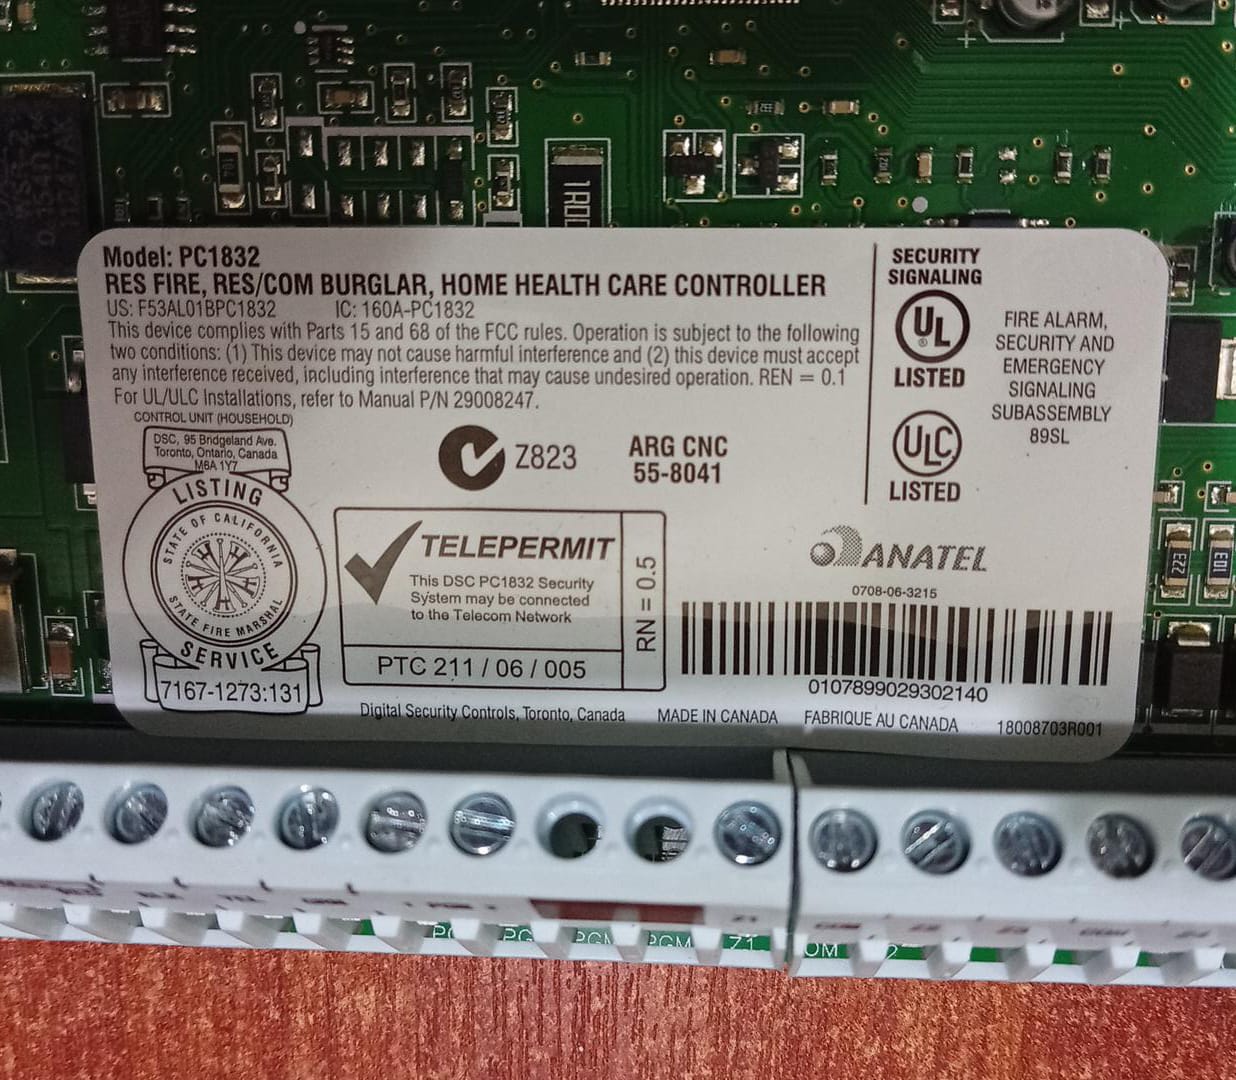 Model: PC1832
RES FIRE, RES/COM BURGLAR, HOME HEALTH CARE CONTROLLER
US: F53AL01BPC1832 IC: 160A-PC1832
This device complies with Parts 15 and 68 of the FCC rules. Operation is subject to the following
two conditions: (1) This device may not cause harmful interference and (2) this device must accept
any interference received, including interference that may cause undesired operation. REN = 0.1
For UL/ULC Installations, refer to Manual P/N 29008247.
SECURITY
SIGNALING
UL
LISTED
ULC
LISTED
FIRE ALARM,
SECURITY AND
EMERGENCY
SIGNALING
SUBASSEMBLY
89SL
CONTROL UNIT (HOUSEHOLD)
DSC, 95 Bridgeland Ave.
Toronto, Ontario, Canada
M6A 1Y7
LISTING
STATE OF CALIFORNIA
STATE FIRE MARSHAL
SERVICE
7167-1273:131
Z823
ARG CNC
55-8041
TELEPERMIT
This DSC PC1832 Security
System may be connected
to the Telecom Network
RN = 0.5
PTC 211 / 06 / 005
ANATEL
0708-06-3215
0107899029302140
Digital Security Controls, Toronto, Canada MADE IN CANADA FABRIQUE AU CANADA 18008703R001
PGM Z1